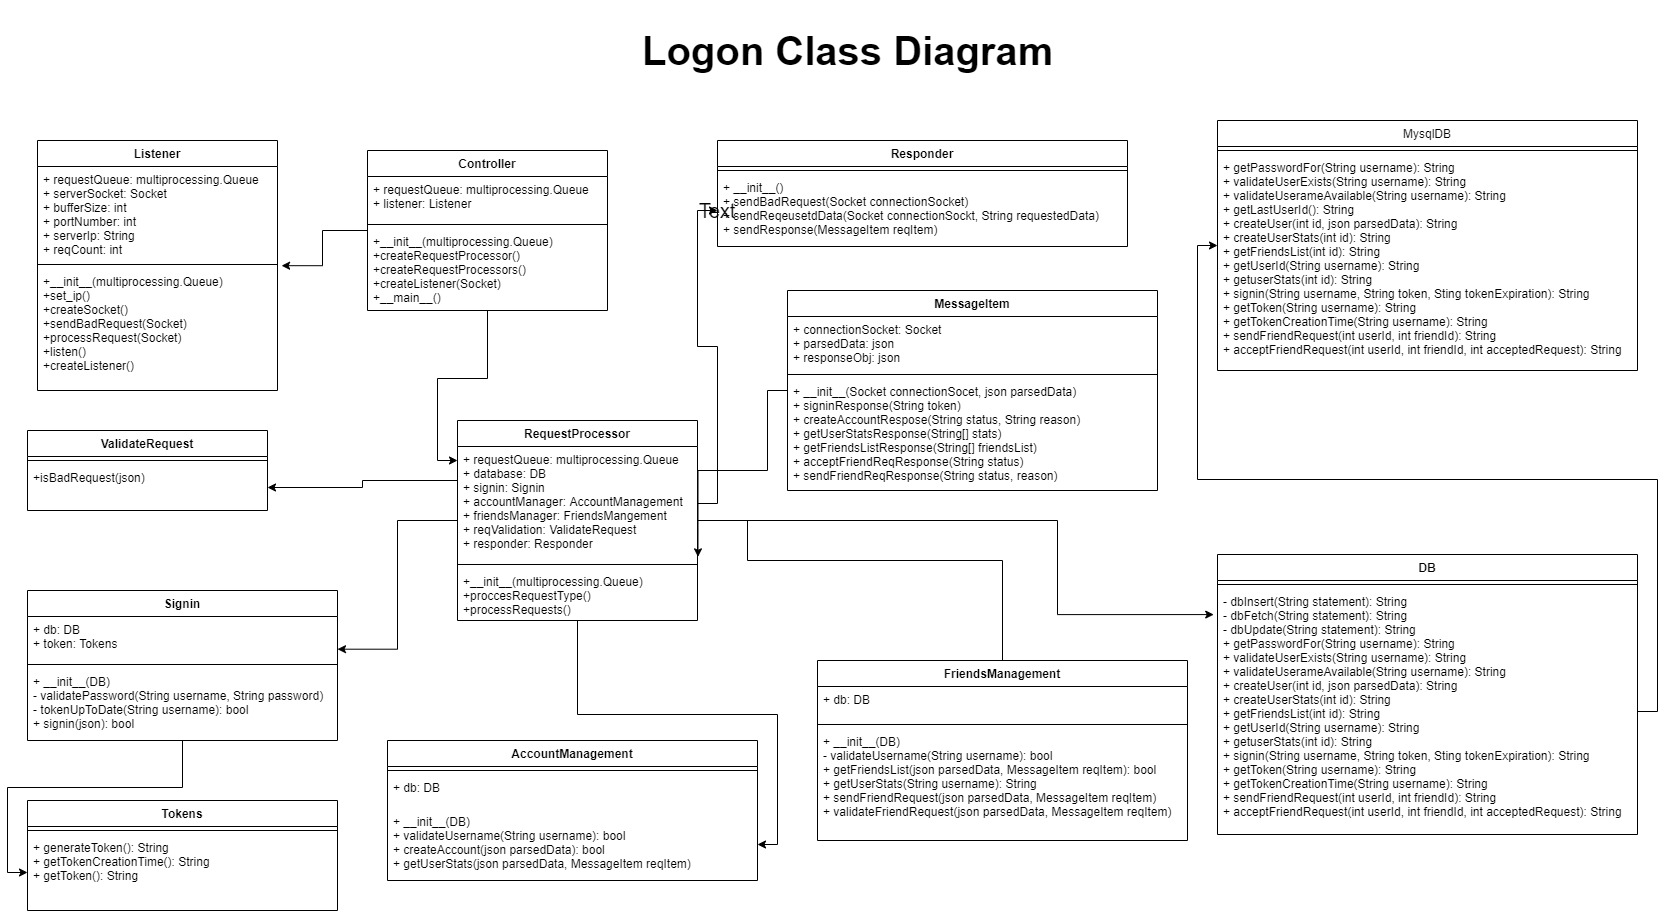 Logon Class Diagram
Listener
+ requestQueue: multiprocessing.Queue
+ serverSocket: Socket
+ bufferSize: int
+ portNumber: int
+ serverIp: String
+ reqCount: int
+__init__(multiprocessing.Queue)
+set_ip()
+createSocket()
+sendBadRequest(Socket)
+processRequest(Socket)
+listen()
+createListener()
Controller
+ requestQueue: multiprocessing.Queue
+ listener: Listener
+__init__(multiprocessing.Queue)
+createRequestProcessor()
+createRequestProcessors()
+createListener(Socket)
+__main__()
Responder
+ __init__()
+ sendBadRequest(Socket connectionSocket)
Text
+ sendReqeusetdData(Socket connectionSockt, String requestedData)
+ sendResponse(MessageItem reqItem)
MysqlDB
+ getPasswordFor(String username): String
+ validateUserExists(String username): String
+ validateUserameAvailable(String username): String
+ getLastUserId(): String
+ createUser(int id, json parsedData): String
+ createUserStats(int id): String
+ getFriendsList(int id): String
+ getUserId(String username): String
+ getuserStats(int id): String
+ signin(String username, String token, Sting tokenExpiration): String
+ getToken(String username): String
+ getTokenCreationTime(String username): String
+ sendFriendRequest(int userId, int friendId): String
+ acceptFriendRequest(int userId, int friendId, int acceptedRequest): String
MessageItem
+ connectionSocket: Socket
+ parsedData: json
+ responseObj: json
+ __init__(Socket connectionSocet, json parsedData)
+ signinResponse(String token)
+ createAccountRespose(String status, String reason)
+ getUserStatsResponse(String[] stats)
+ getFriendsListResponse(String[] friendsList)
+ acceptFriendReqResponse(String status)
+ sendFriendReqResponse(String status, reason)
ValidateRequest
+isBadRequest(json)
RequestProcessor
+ requestQueue: multiprocessing.Queue
+ database: DB
+ signin: Signin
+ accountManager: AccountManagement
+ friendsManager: FriendsMangement
+ reqValidation: ValidateRequest
+ responder: Responder
+__init__(multiprocessing.Queue)
+proccesRequestType()
+processRequests()
Signin
+ db: DB
+ token: Tokens
+ __init__(DB)
- validatePassword(String username, String password)
- tokenUpToDate(String username): bool
+ signin(json): bool
Tokens
+ generateToken(): String
+ getTokenCreationTime(): String
+ getToken(): String
AccountManagement
+ db: DB
+ __init__(DB)
+ validateUsername(String username): bool
+ createAccount(json parsedData): bool
+ getUserStats(json parsedData, MessageItem reqItem)
FriendsManagement
+ db: DB
+ __init__(DB)
- validateUsername(String username): bool
+ getFriendsList(json parsedData, MessageItem reqItem): bool
+ getUserStats(String username): String
+ sendFriendRequest(json parsedData, MessageItem reqItem)
+ validateFriendRequest(json parsedData, MessageItem reqItem)
DB
- dbInsert(String statement): String
- dbFetch(String statement): String
- dbUpdate(String statement): String
+ getPasswordFor(String username): String
+ validateUserExists(String username): String
+ validateUserameAvailable(String username): String
+ createUser(int id, json parsedData): String
+ createUserStats(int id): String
+ getFriendsList(int id): String
+ getUserId(String username): String
+ getuserStats(int id): String
+ signin(String username, String token, Sting tokenExpiration): String
+ getToken(String username): String
+ getTokenCreationTime(String username): String
+ sendFriendRequest(int userId, int friendId): String
+ acceptFriendRequest(int userId, int friendId, int acceptedRequest): String